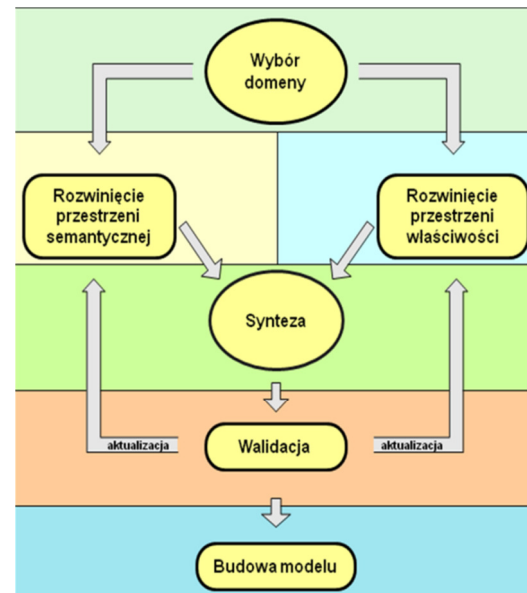 Wybór
domeny
Rozwinięcie
przestrzeni
semantycznej
Rozwinięcie
przestrzeni
właściwości
Synteza
aktualizacja
Walidacja
aktualizacja
Budowa modelu